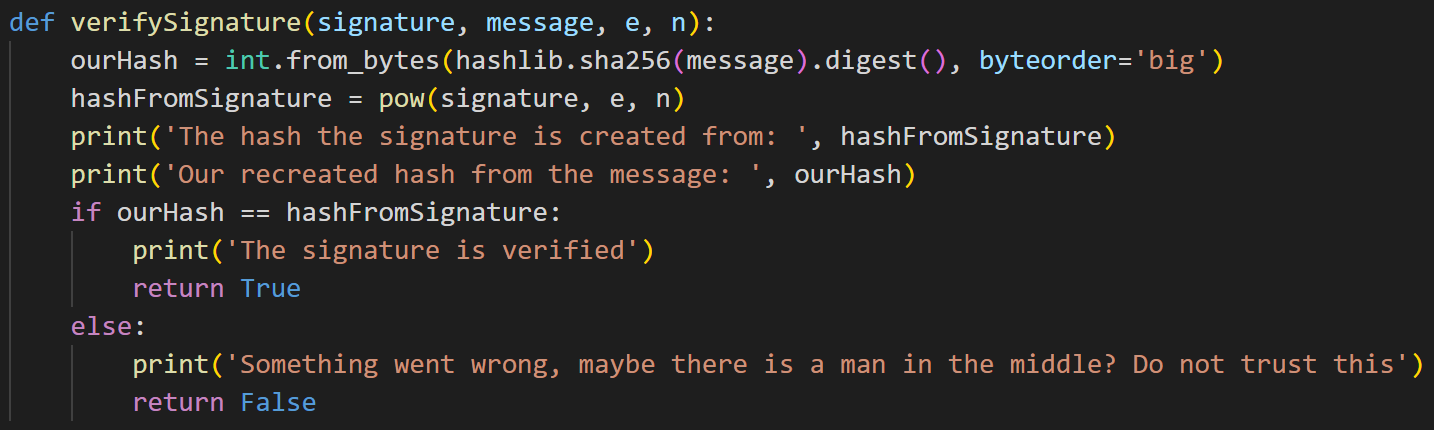 def verifySignature(signature, message, e, n):
    ourHash = int.from_bytes(hashlib.sha256(message).digest(), byteorder='big')
    hashFromSignature = pow(signature, e, n)
    print('The hash the signature is created from: ', hashFromSignature)
    print('Our recreated hash from the message: ', ourHash)
    if ourHash == hashFromSignature:
        print('The signature is verified')
        return True
    else:
        print('Something went wrong, maybe there is a man in the middle? Do not trust this')
        return False